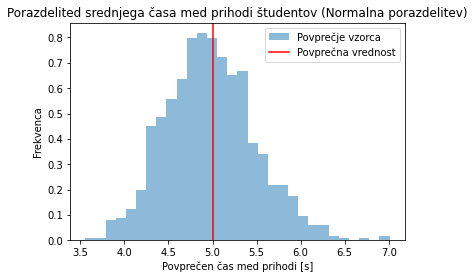 Porazdelited srednjega časa med prihodi študentov (Normalna porazdelitev)
Povprečje vzorca
Povprečna vrednost
Frekvenca
0.8
0.7
0.6
0.5
0.4
0.3
0.2
0.1
0.0
3.5 4.0 4.5 5.0 5.5 6.0 6.5 7.0
Povprečen čas med prihodi [s]